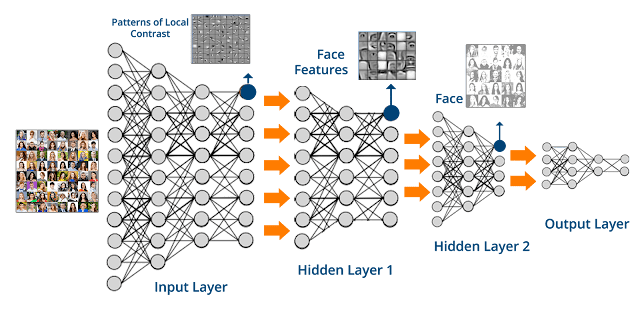 Patterns of Local
Contrast
Face
Features
Face
Input Layer
Hidden Layer 1
Hidden Layer 2
Output Layer